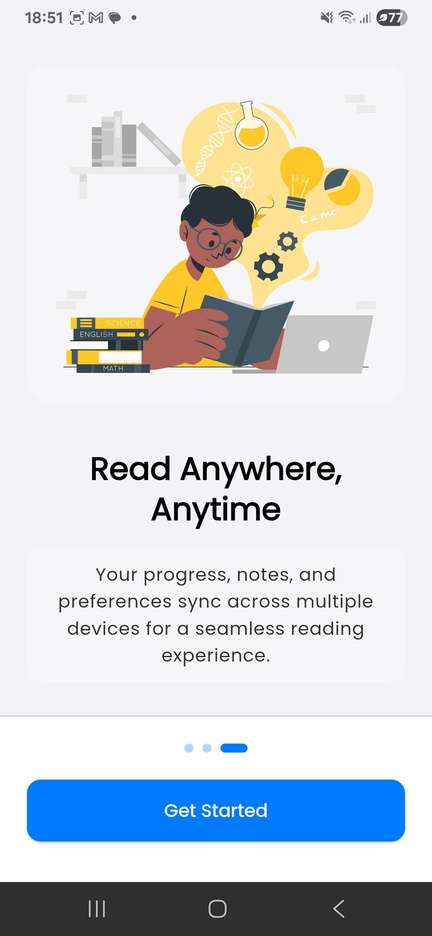 18:51
77
E=mc²
SCIENCE
ENGLISH
MATH
Read Anywhere,
Anytime
Your progress, notes, and
preferences sync across multiple
devices for a seamless reading
experience.
Get Started